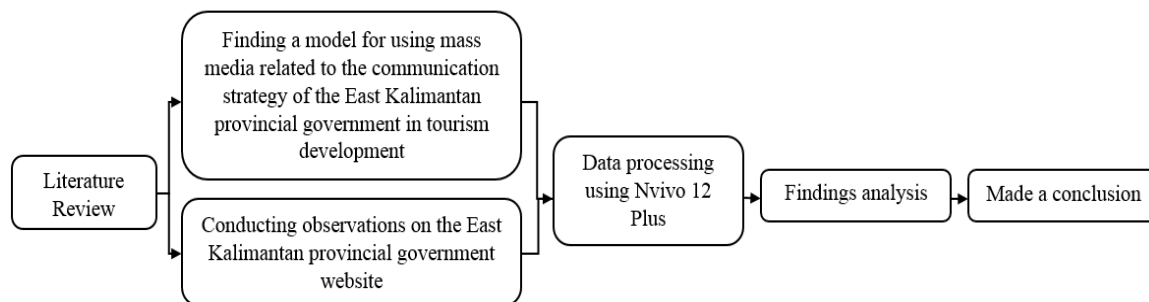 Literature
Review
Finding a model for using mass
media related to the communication
strategy of the East Kalimantan
provincial government in tourism
development
Conducting observations on the East
Kalimantan provincial government
website
Data processing
using Nvivo 12
Plus
Findings analysis
Made a conclusion